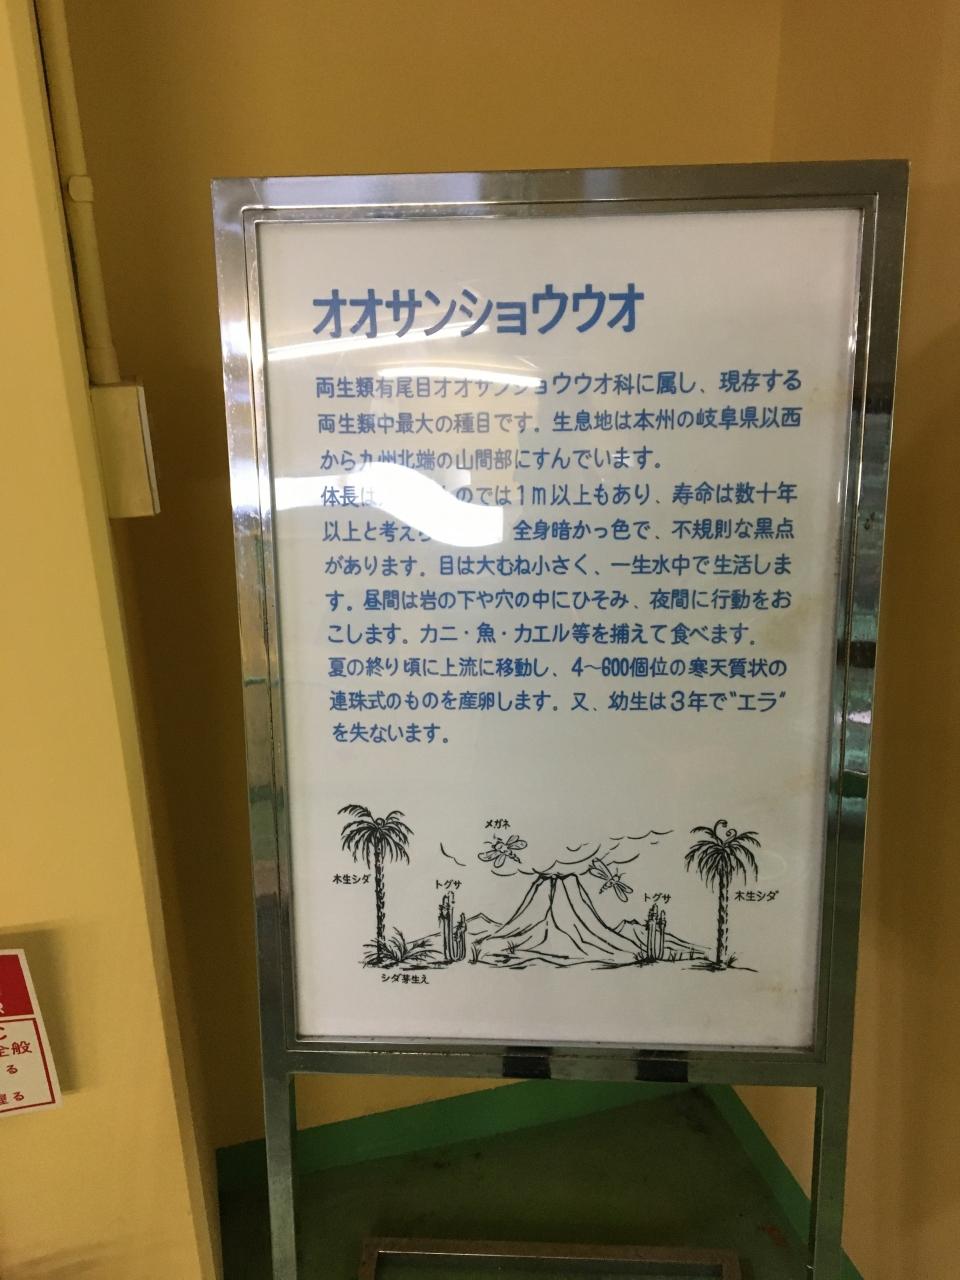 オオサンショウウオ
両生類有尾目オオサンショウウオ科に属し、現存する
両生類中最大の種目です。生息地は本州の岐阜県以西
から九州北端の山間部にすんでいます。
体長は のでは1m以上もあり、寿命は数十年
以上と考え 全身暗かっ色で、不規則な黒点
があります。目は大むね小さく、一生水中で生活しま
す。昼間は岩の下や穴の中にひそみ、夜間に行動をお
こします。カニ・魚・カエル等を捕えて食べます。
夏の終り頃に上流に移動し、4〜600個位の寒天質状の
連珠式のものを産卵します。又、幼生は3年で"エラ"
を失ないます。
メガネ
木生シダ
トグサ
トグサ
木生シダ
シダ芽生え
全般
る
る